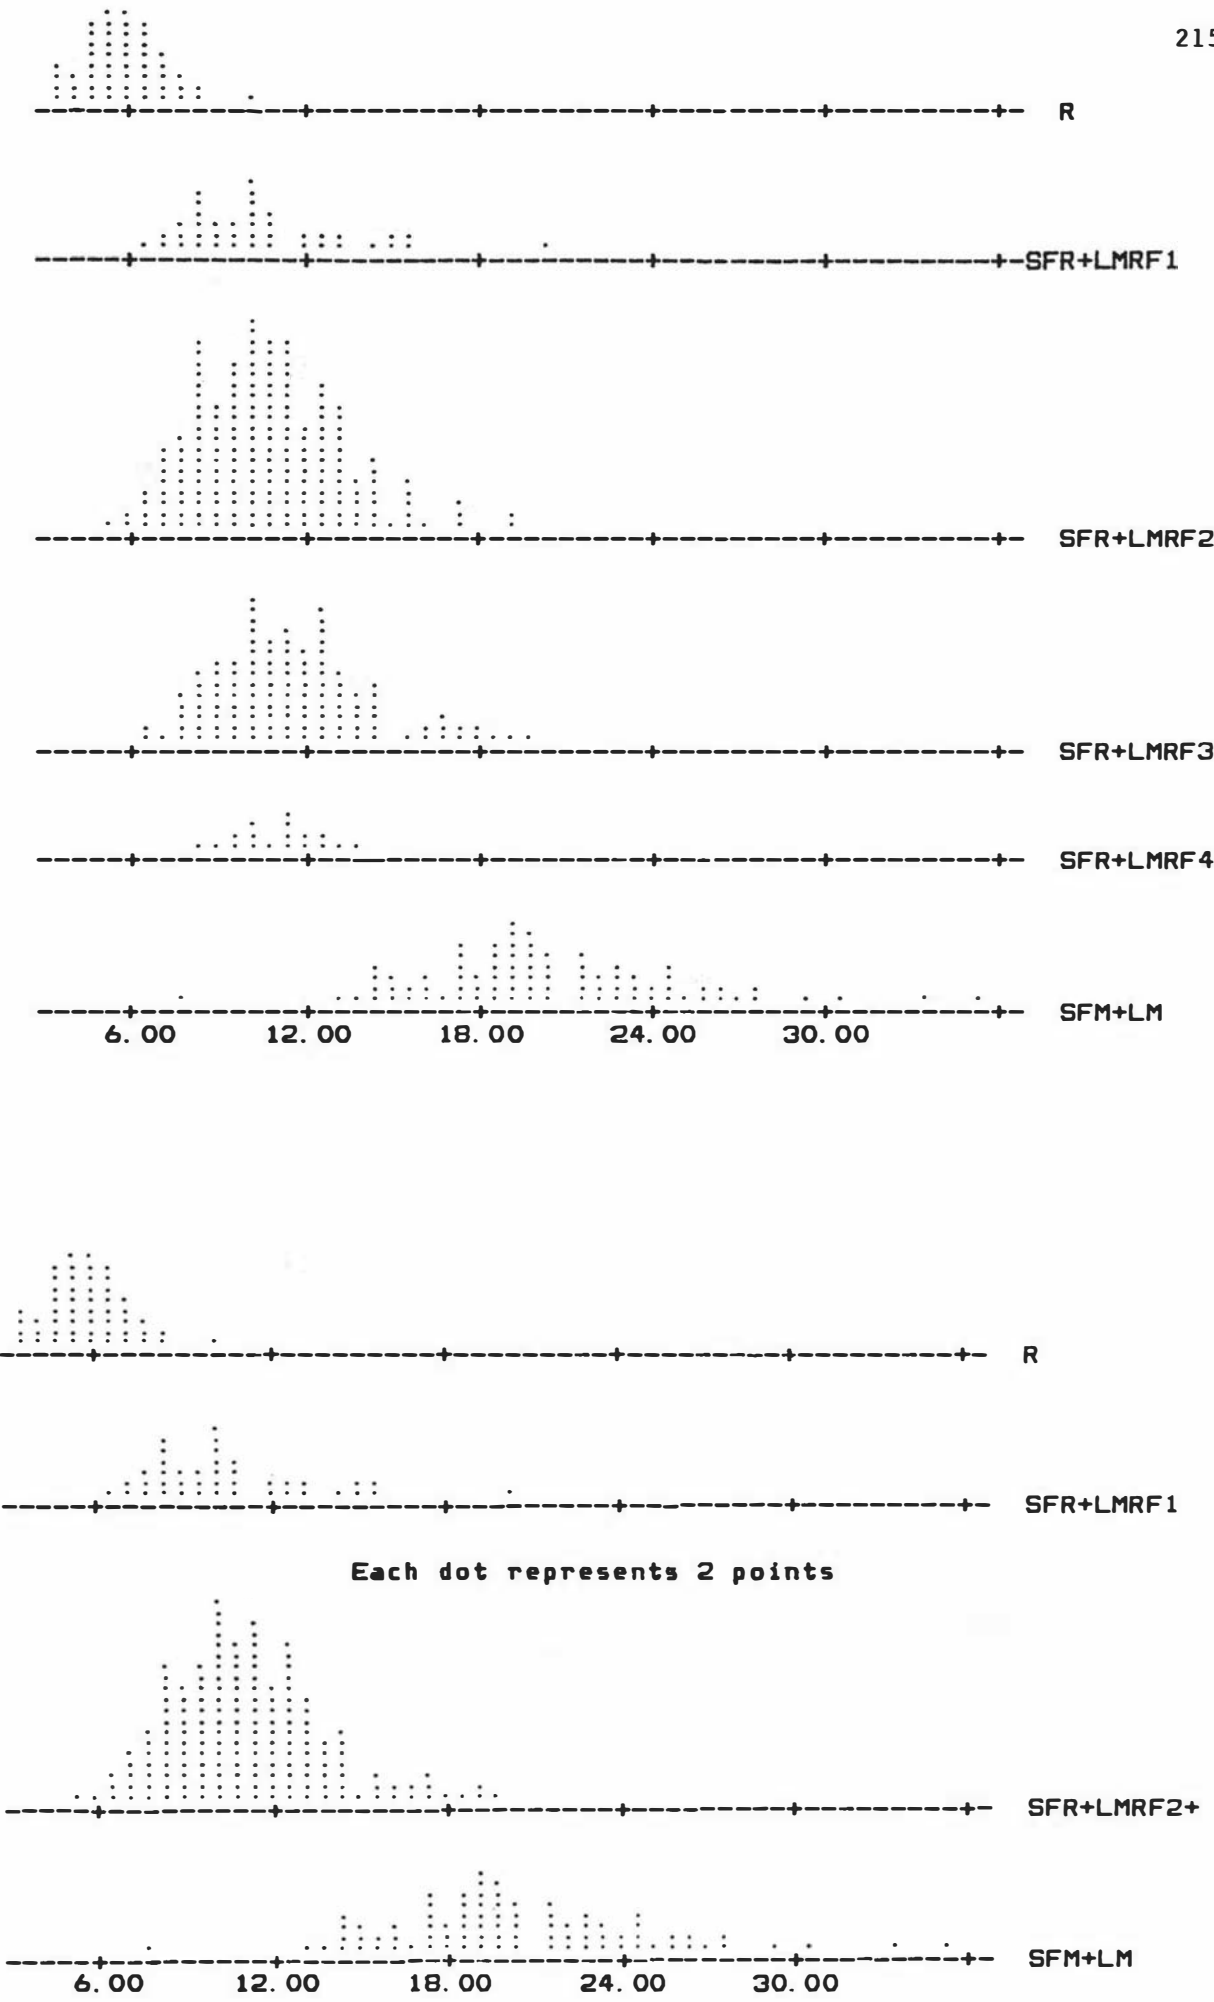 215
R
SFR+LMRF1
SFR+LMRF2
SFR+LMRF3
SFR+LMRF4
SFM+LM
6.00 12.00 18.00 24.00 30.00
R
SFR+LMRF1
Each dot represents 2 points
SFR+LMRF2+
SFM+LM
6.00 12.00 18.00 24.00 30.00